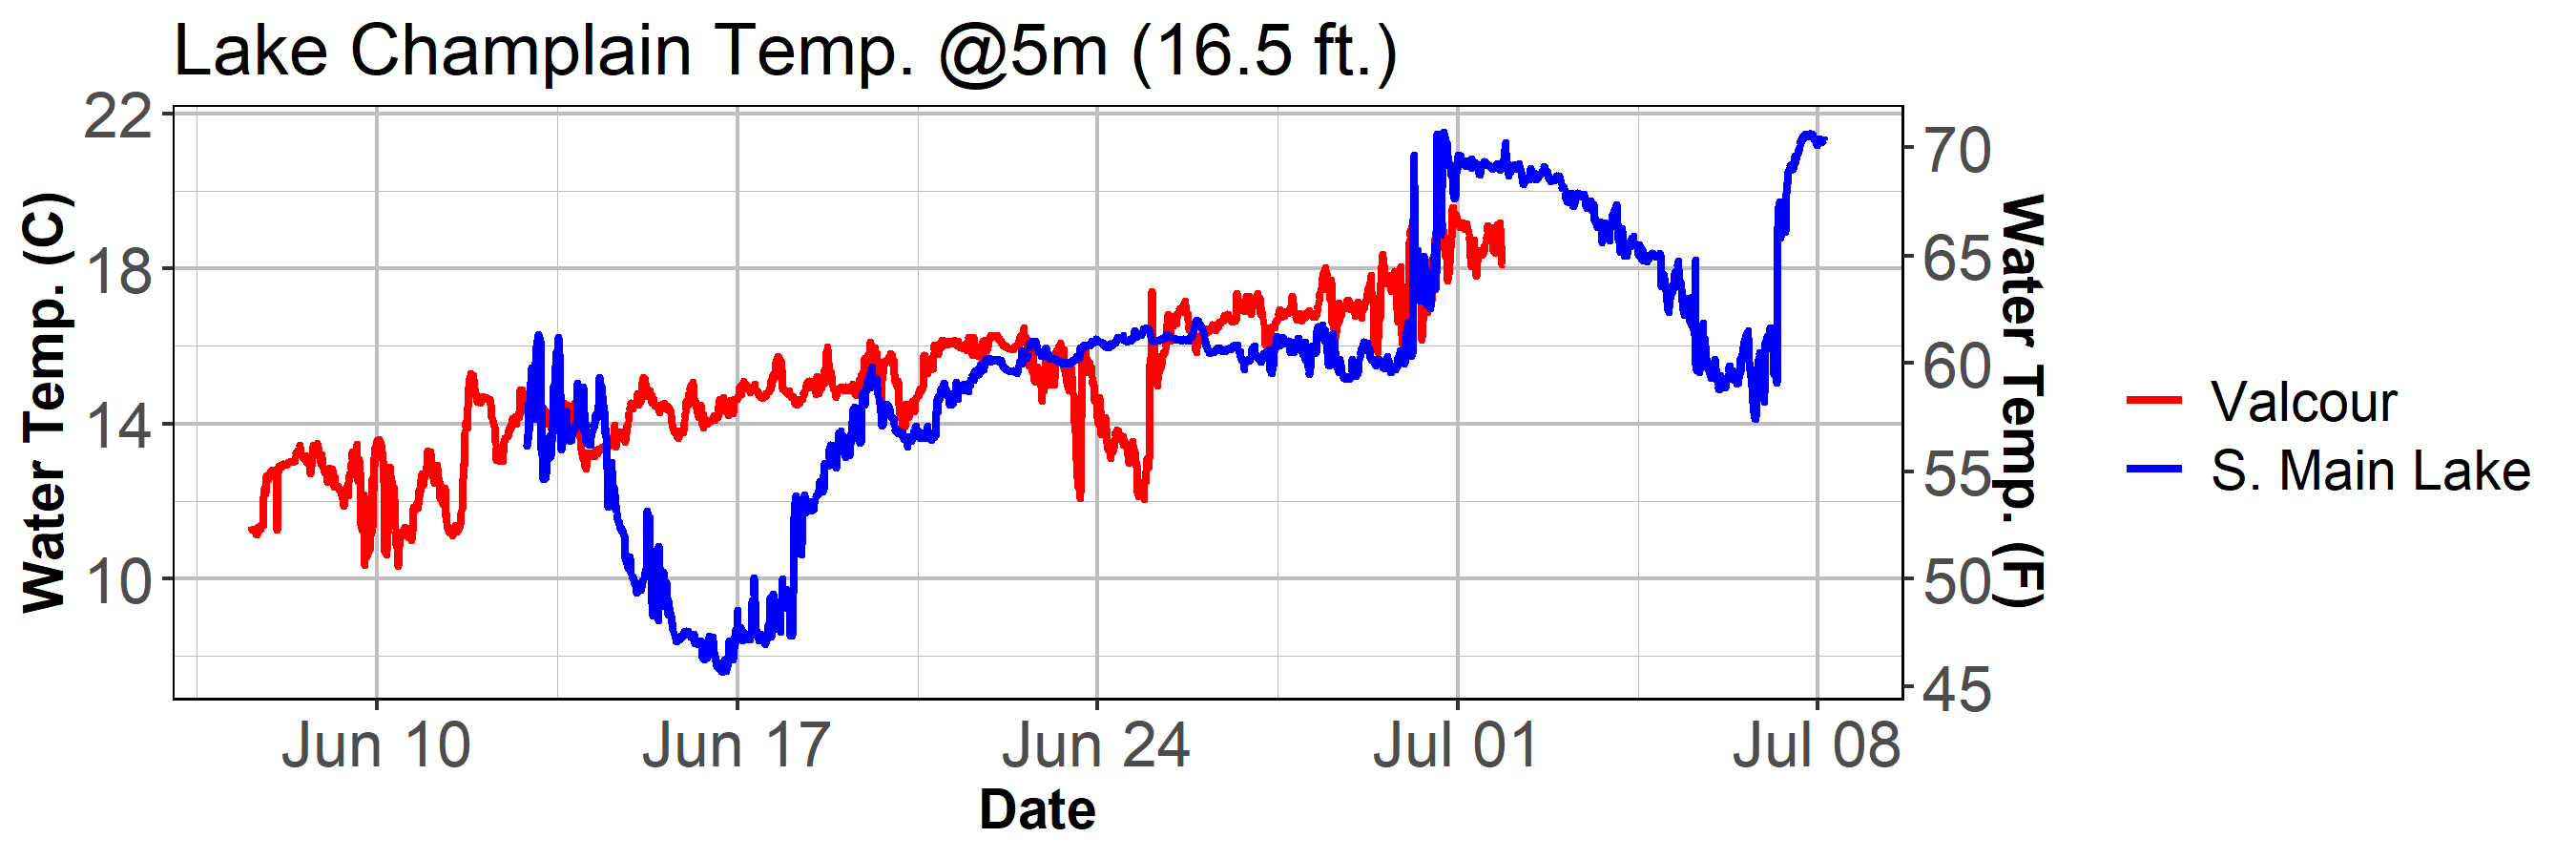 Lake Champlain Temp. @5m (16.5 ft.)
Water Temp. (C)
22
18
14
10
70
65
60
55
50
45
Water Temp. (F)
Jun 10 Jun 17 Jun 24 Jul 01 Jul 08
Date
Valcour
S. Main Lake